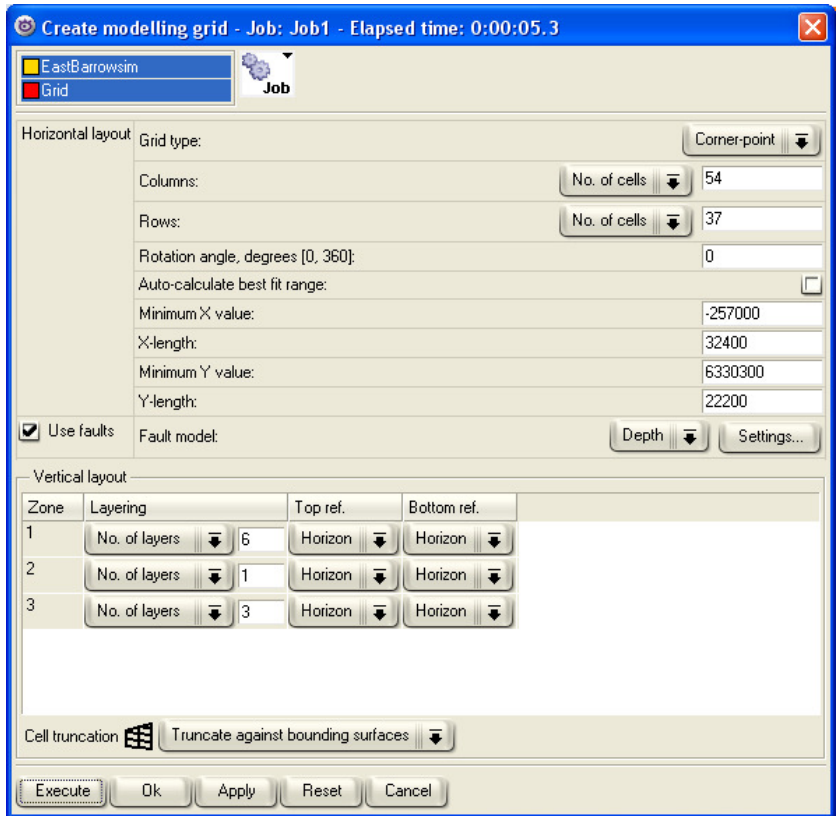 Create modelling grid - Job: Job1 - Elapsed time: 0:00:05.3
EastBarrowsim
Grid
Job
Horizontal layout
Grid type: Corner-point
Columns: No. of cells 54
Rows: No. of cells 37
Rotation angle, degrees [0, 360]: 0
Auto-calculate best fit range:
Minimum X value: -257000
X-length: 32400
Minimum Y value: 6330300
Y-length: 22200
Use faults Fault model: Depth Settings...
Vertical layout
Zone Layering Top ref. Bottom ref.
1 No. of layers 6 Horizon Horizon
2 No. of layers 1 Horizon Horizon
3 No. of layers 3 Horizon Horizon
Cell truncation Truncate against bounding surfaces
Execute Ok Apply Reset Cancel